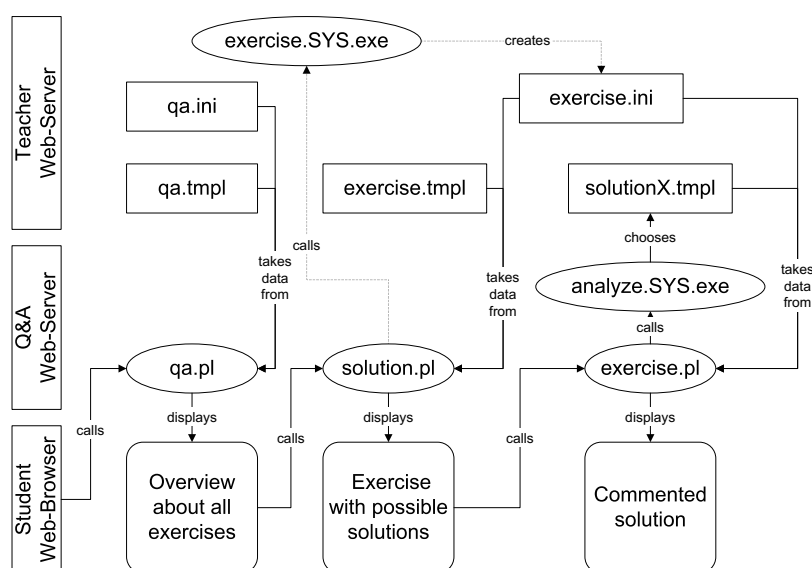 exercise.SYS.exe
creates
Teacher
Web-Server
qa.ini
exercise.ini
qa.tmpl
exercise.tmpl
solutionX.tmpl
calls
chooses
takes
data
from
takes
data
from
takes
data
from
analyze.SYS.exe
Q&A
Web-Server
calls
qa.pl
solution.pl
exercise.pl
displays
displays
displays
calls
calls
calls
Student
Web-Browser
Overview
about all
exercises
Exercise
with possible
solutions
Commented
solution